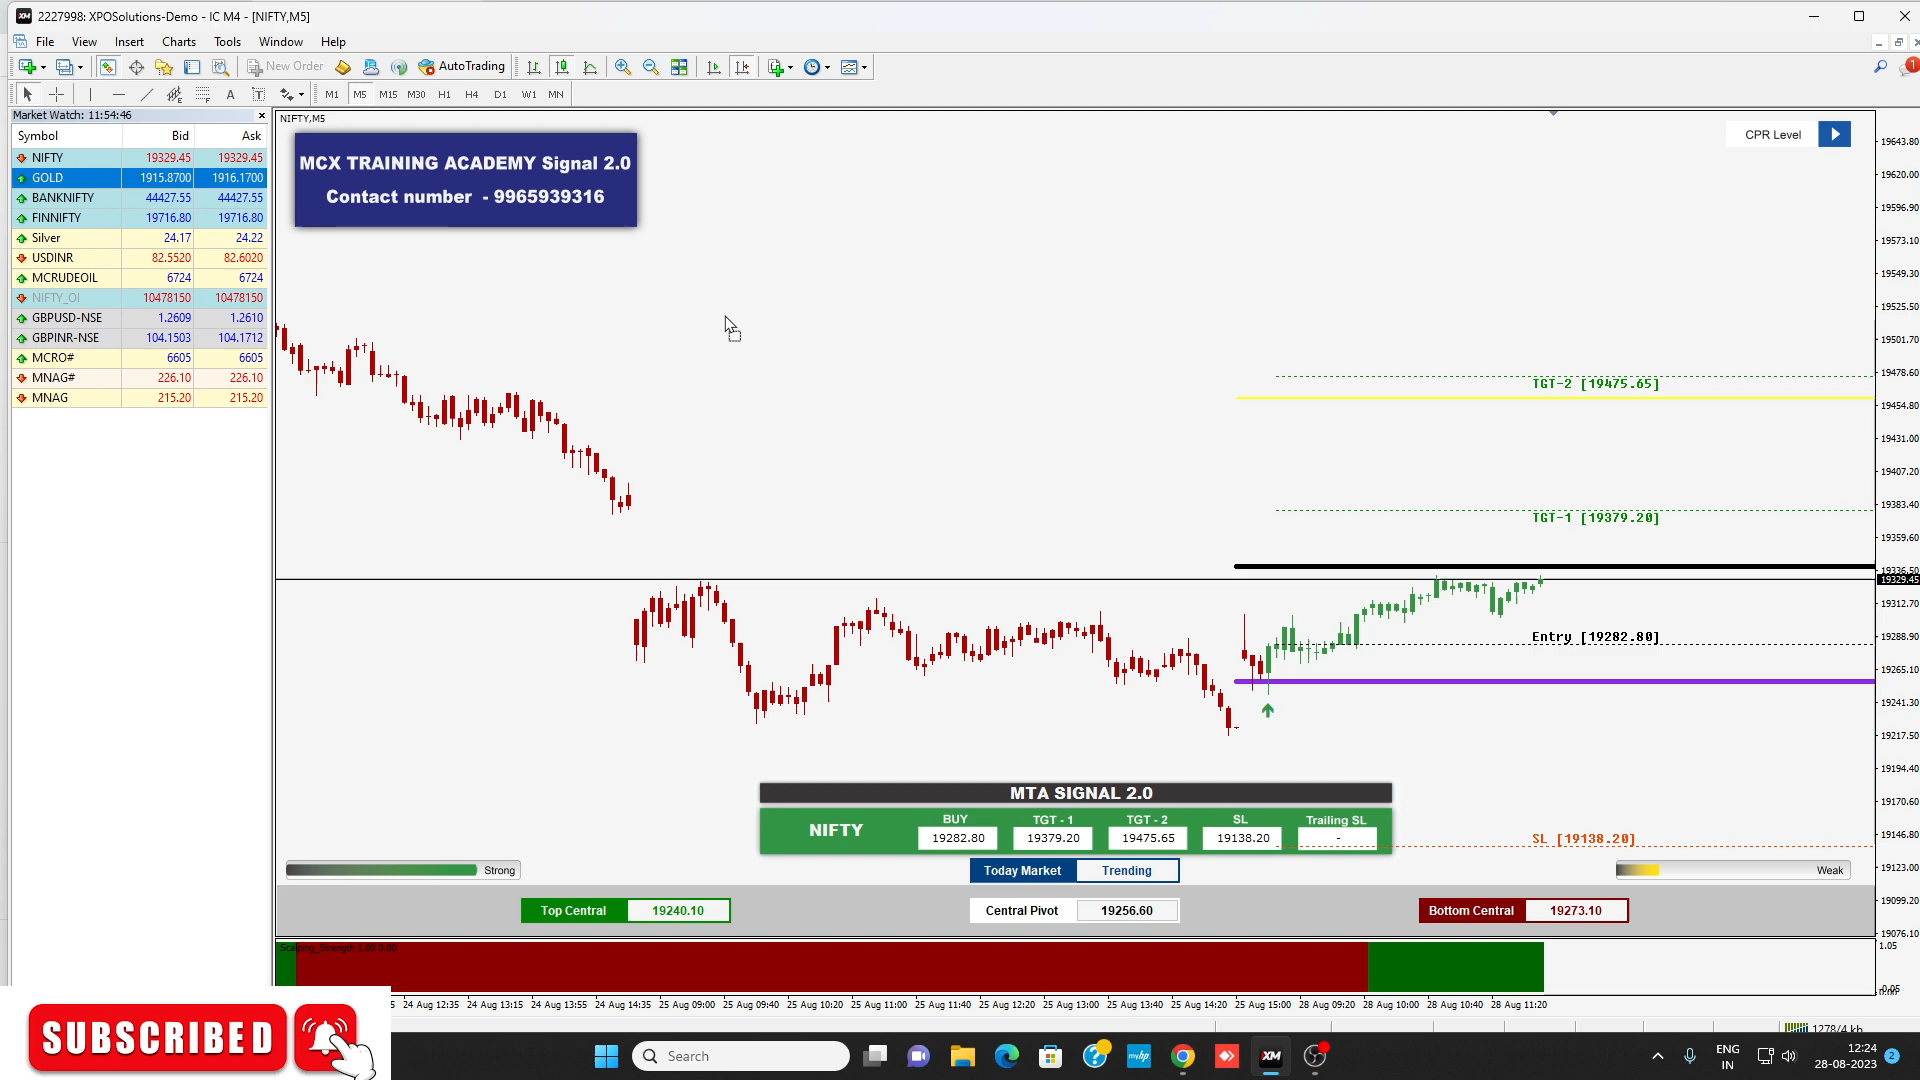 2227998: XPOSolutions-Demo - IC M4 - [NIFTY,M5]
File View Insert Charts Tools Window Help
New Order AutoTrading
M1 M5 M15 M30 H1 H4 D1 W1 MN
Market Watch: 11:54:46
Symbol Bid Ask
NIFTY 19329.45 19329.45
GOLD 1915.8700 1916.1700
BANKNIFTY 44427.55 44427.55
FINNIFTY 19716.80 19716.80
Silver 24.17 24.22
USDINR 82.5520 82.6020
MCRUDEOIL 6724 6724
NIFTY_OI 10478150 10478150
GBPUSD-NSE 1.2609 1.2610
GBPINR-NSE 104.1503 104.1712
MCRO# 6605 6605
MNAG# 226.10 226.10
MNAG 215.20 215.20
NIFTY,M5
MCX TRAINING ACADEMY Signal 2.0
Contact number - 9965939316
CPR Level
19643.80
19620.00
19596.90
19573.10
19549.30
19525.50
19501.70
19478.60
19454.80
19431.00
19407.20
19383.40
19359.60
19336.50
19329.45
19312.70
19288.90
19265.10
19241.30
19217.50
19194.40
19170.60
19146.80
19123.00
19099.20
19076.10
TGT-2 [19475.65]
TGT-1 [19379.20]
Entry [19282.80]
SL [19138.20]
MTA SIGNAL 2.0
NIFTY
BUY TGT - 1 TGT - 2 SL Trailing SL
19282.80 19379.20 19475.65 19138.20 -
Strong
Today Market Trending
Weak
Top Central 19240.10
Central Pivot 19256.60
Bottom Central 19273.10
Scalping_Strength 1.00 0.00
1.05
24 Aug 12:35 24 Aug 13:15 24 Aug 13:55 24 Aug 14:35 25 Aug 09:00 25 Aug 09:40 25 Aug 10:20 25 Aug 11:00 25 Aug 11:40 25 Aug 12:20 25 Aug 13:00 25 Aug 13:40 25 Aug 14:20 25 Aug 15:00 28 Aug 09:20 28 Aug 10:00 28 Aug 10:40 28 Aug 11:20
1278/4 kb
SUBSCRIBED
Search
myhp
XM
ENG
IN
12:24
28-08-2023
2